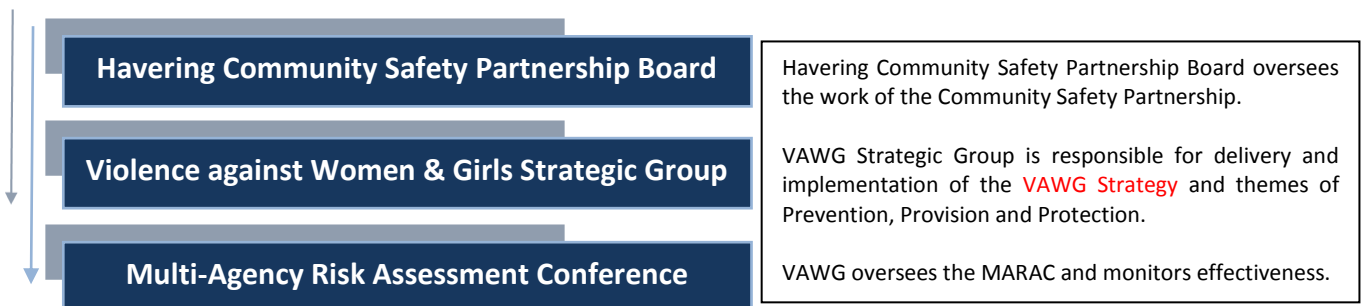 Havering Community Safety Partnership Board
Violence against Women & Girls Strategic Group
Multi-Agency Risk Assessment Conference
Havering Community Safety Partnership Board oversees
the work of the Community Safety Partnership.
VAWG Strategic Group is responsible for delivery and
implementation of the VAWG Strategy and themes of
Prevention, Provision and Protection.
VAWG oversees the MARAC and monitors effectiveness.